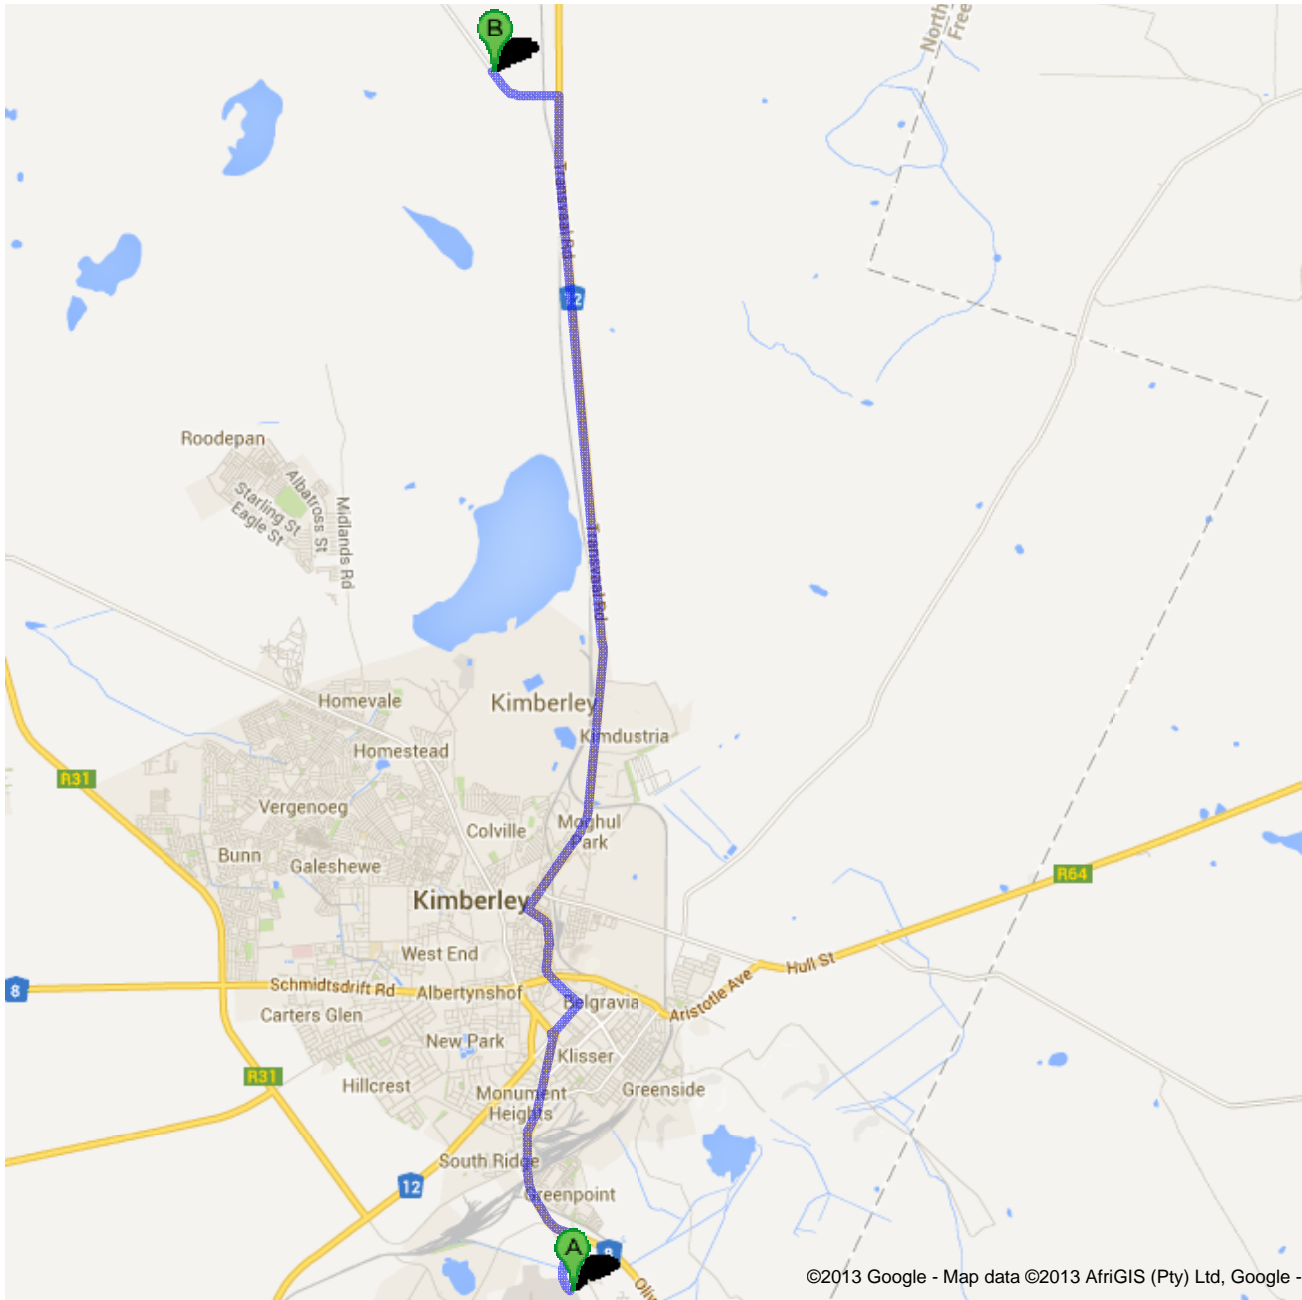 B
North
Free
Transvaal Rd
12
Roodepan
Albatross St
Starling St
Eagle St
Midlands Rd
Transvaal Rd
Homevale
Kimberley
Kimdustria
Homestead
R31
Vergenoeg
Colville
Moghul
Park
Bunn
Galeshewe
R64
Kimberley
West End
Hull St
8
Schmidtsdrift Rd
Albertynshof
Belgravia
Aristotle Ave
Carters Glen
New Park
Klisser
R31
Hillcrest
Greenside
Monument
Heights
South Ridge
12
Greenpoint
A
8
©2013 Google - Map data ©2013 AfriGIS (Pty) Ltd, Google -